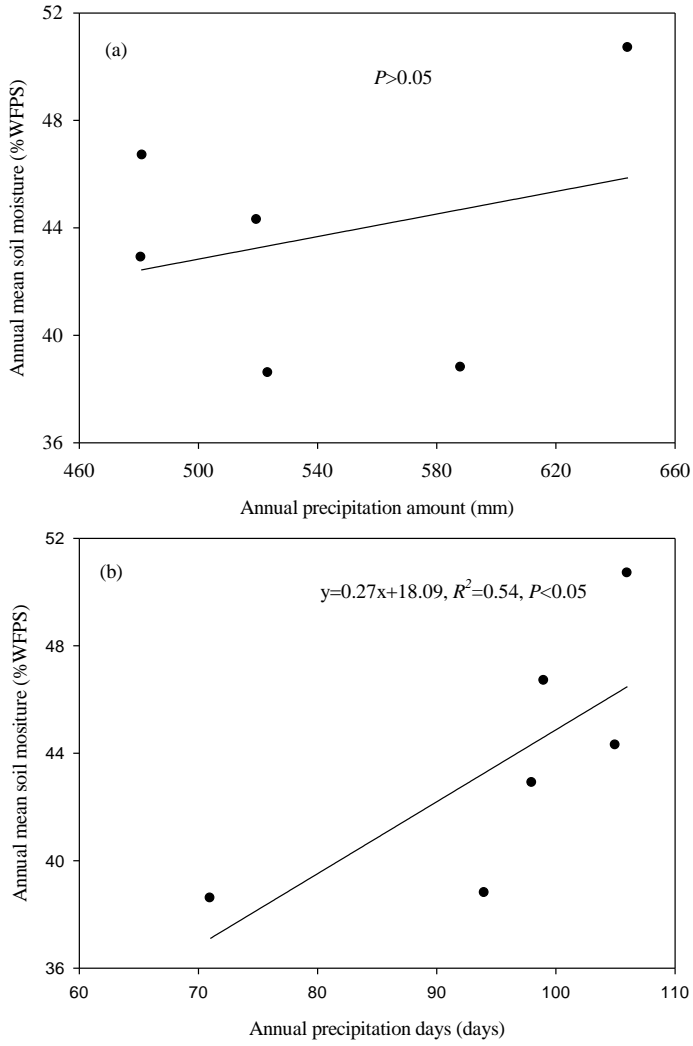 52
(a)
P>0.05
48
44
40
36
Annual mean soil moisture (%WFPS)
460 500 540 580 620 660
Annual precipitation amount (mm)
52
(b)
y=0.27x+18.09, R²=0.54, P<0.05
48
44
40
36
Annual mean soil mositure (%WFPS)
60 70 80 90 100 110
Annual precipitation days (days)